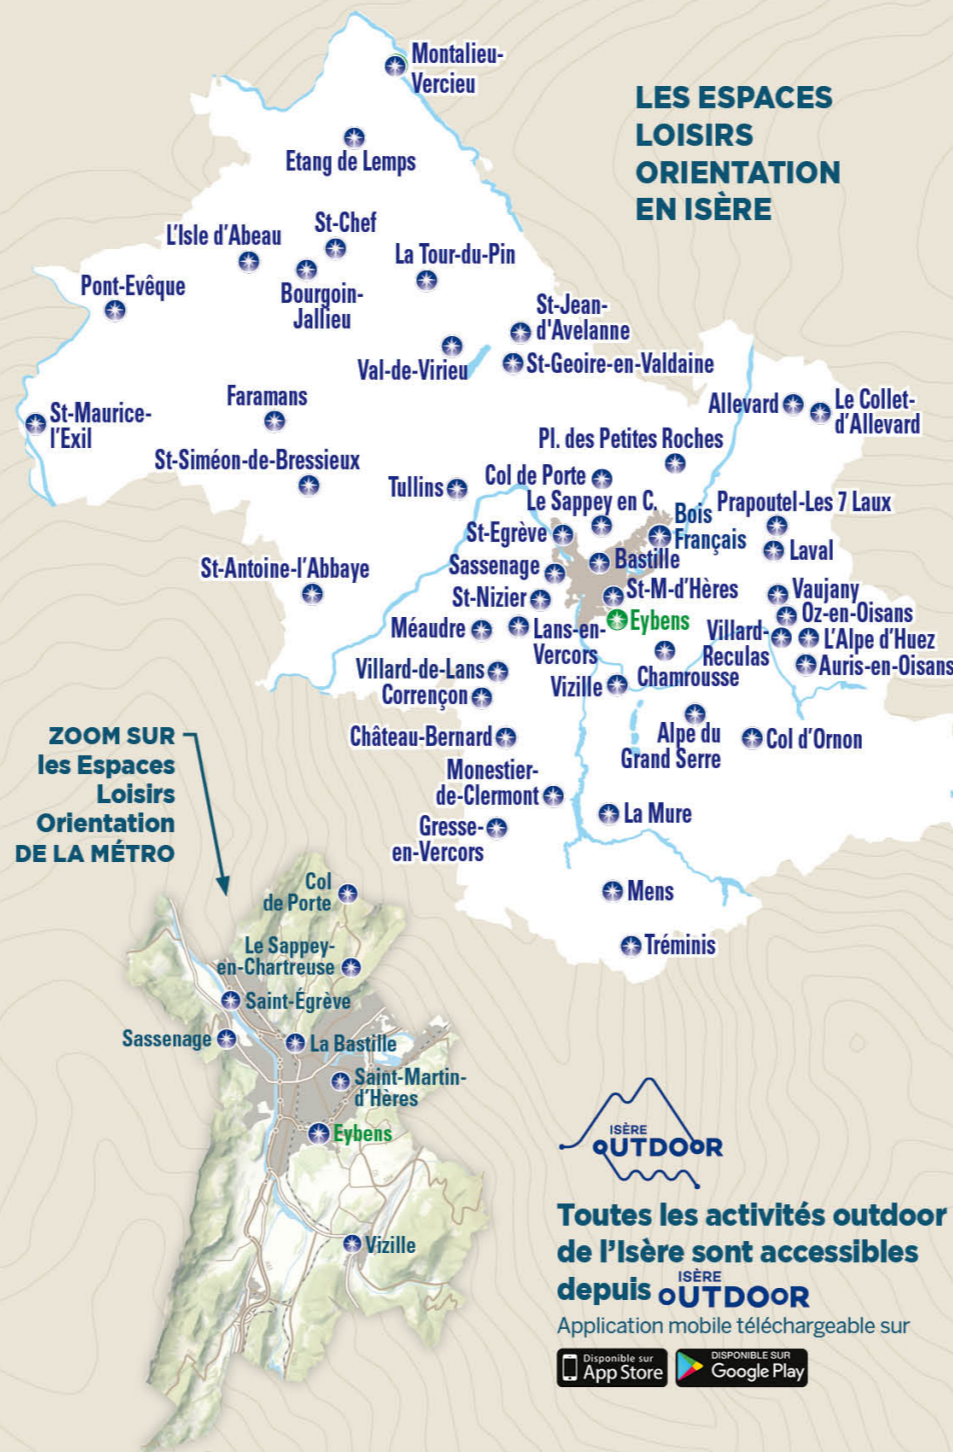 LES ESPACES
LOISIRS
ORIENTATION
EN ISÈRE
Montalieu-
Vercieu
Etang de Lemps
St-Chef
L'Isle d'Abeau
La Tour-du-Pin
Pont-Evêque
Bourgoin-
Jallieu
St-Jean-
d'Avelanne
Val-de-Virieu
St-Geoire-en-Valdaine
Faramans
Allevard
Le Collet-
d'Allevard
St-Maurice-
l'Exil
Pl. des Petites Roches
St-Siméon-de-Bressieux
Tullins
Col de Porte
Le Sappey en C.
Prapoutel-Les 7 Laux
Bois
Français
St-Egrève
Laval
Bastille
Sassenage
St-Antoine-l'Abbaye
St-M-d'Hères
Vaujany
St-Nizier
Oz-en-Oisans
Eybens
Méaudre
Lans-en-
Vercors
Villard-
Reculas
L'Alpe d'Huez
Auris-en-Oisans
Villard-de-Lans
Chamrousse
Corrençon
Vizille
Château-Bernard
Alpe du
Grand Serre
Col d'Ornon
Monestier-
de-Clermont
La Mure
Gresse-
en-Vercors
Mens
Tréminis
ZOOM SUR
les Espaces
Loisirs
Orientation
DE LA MÉTRO
Col
de Porte
Le Sappey-
en-Chartreuse
Saint-Égrève
Sassenage
La Bastille
Saint-Martin-
d'Hères
Eybens
Vizille
ISÈRE
OUTDOOR
Toutes les activités outdoor
de l'Isère sont accessibles
depuis ISÈRE OUTDOOR
Application mobile téléchargeable sur
Disponible sur
App Store
DISPONIBLE SUR
Google Play